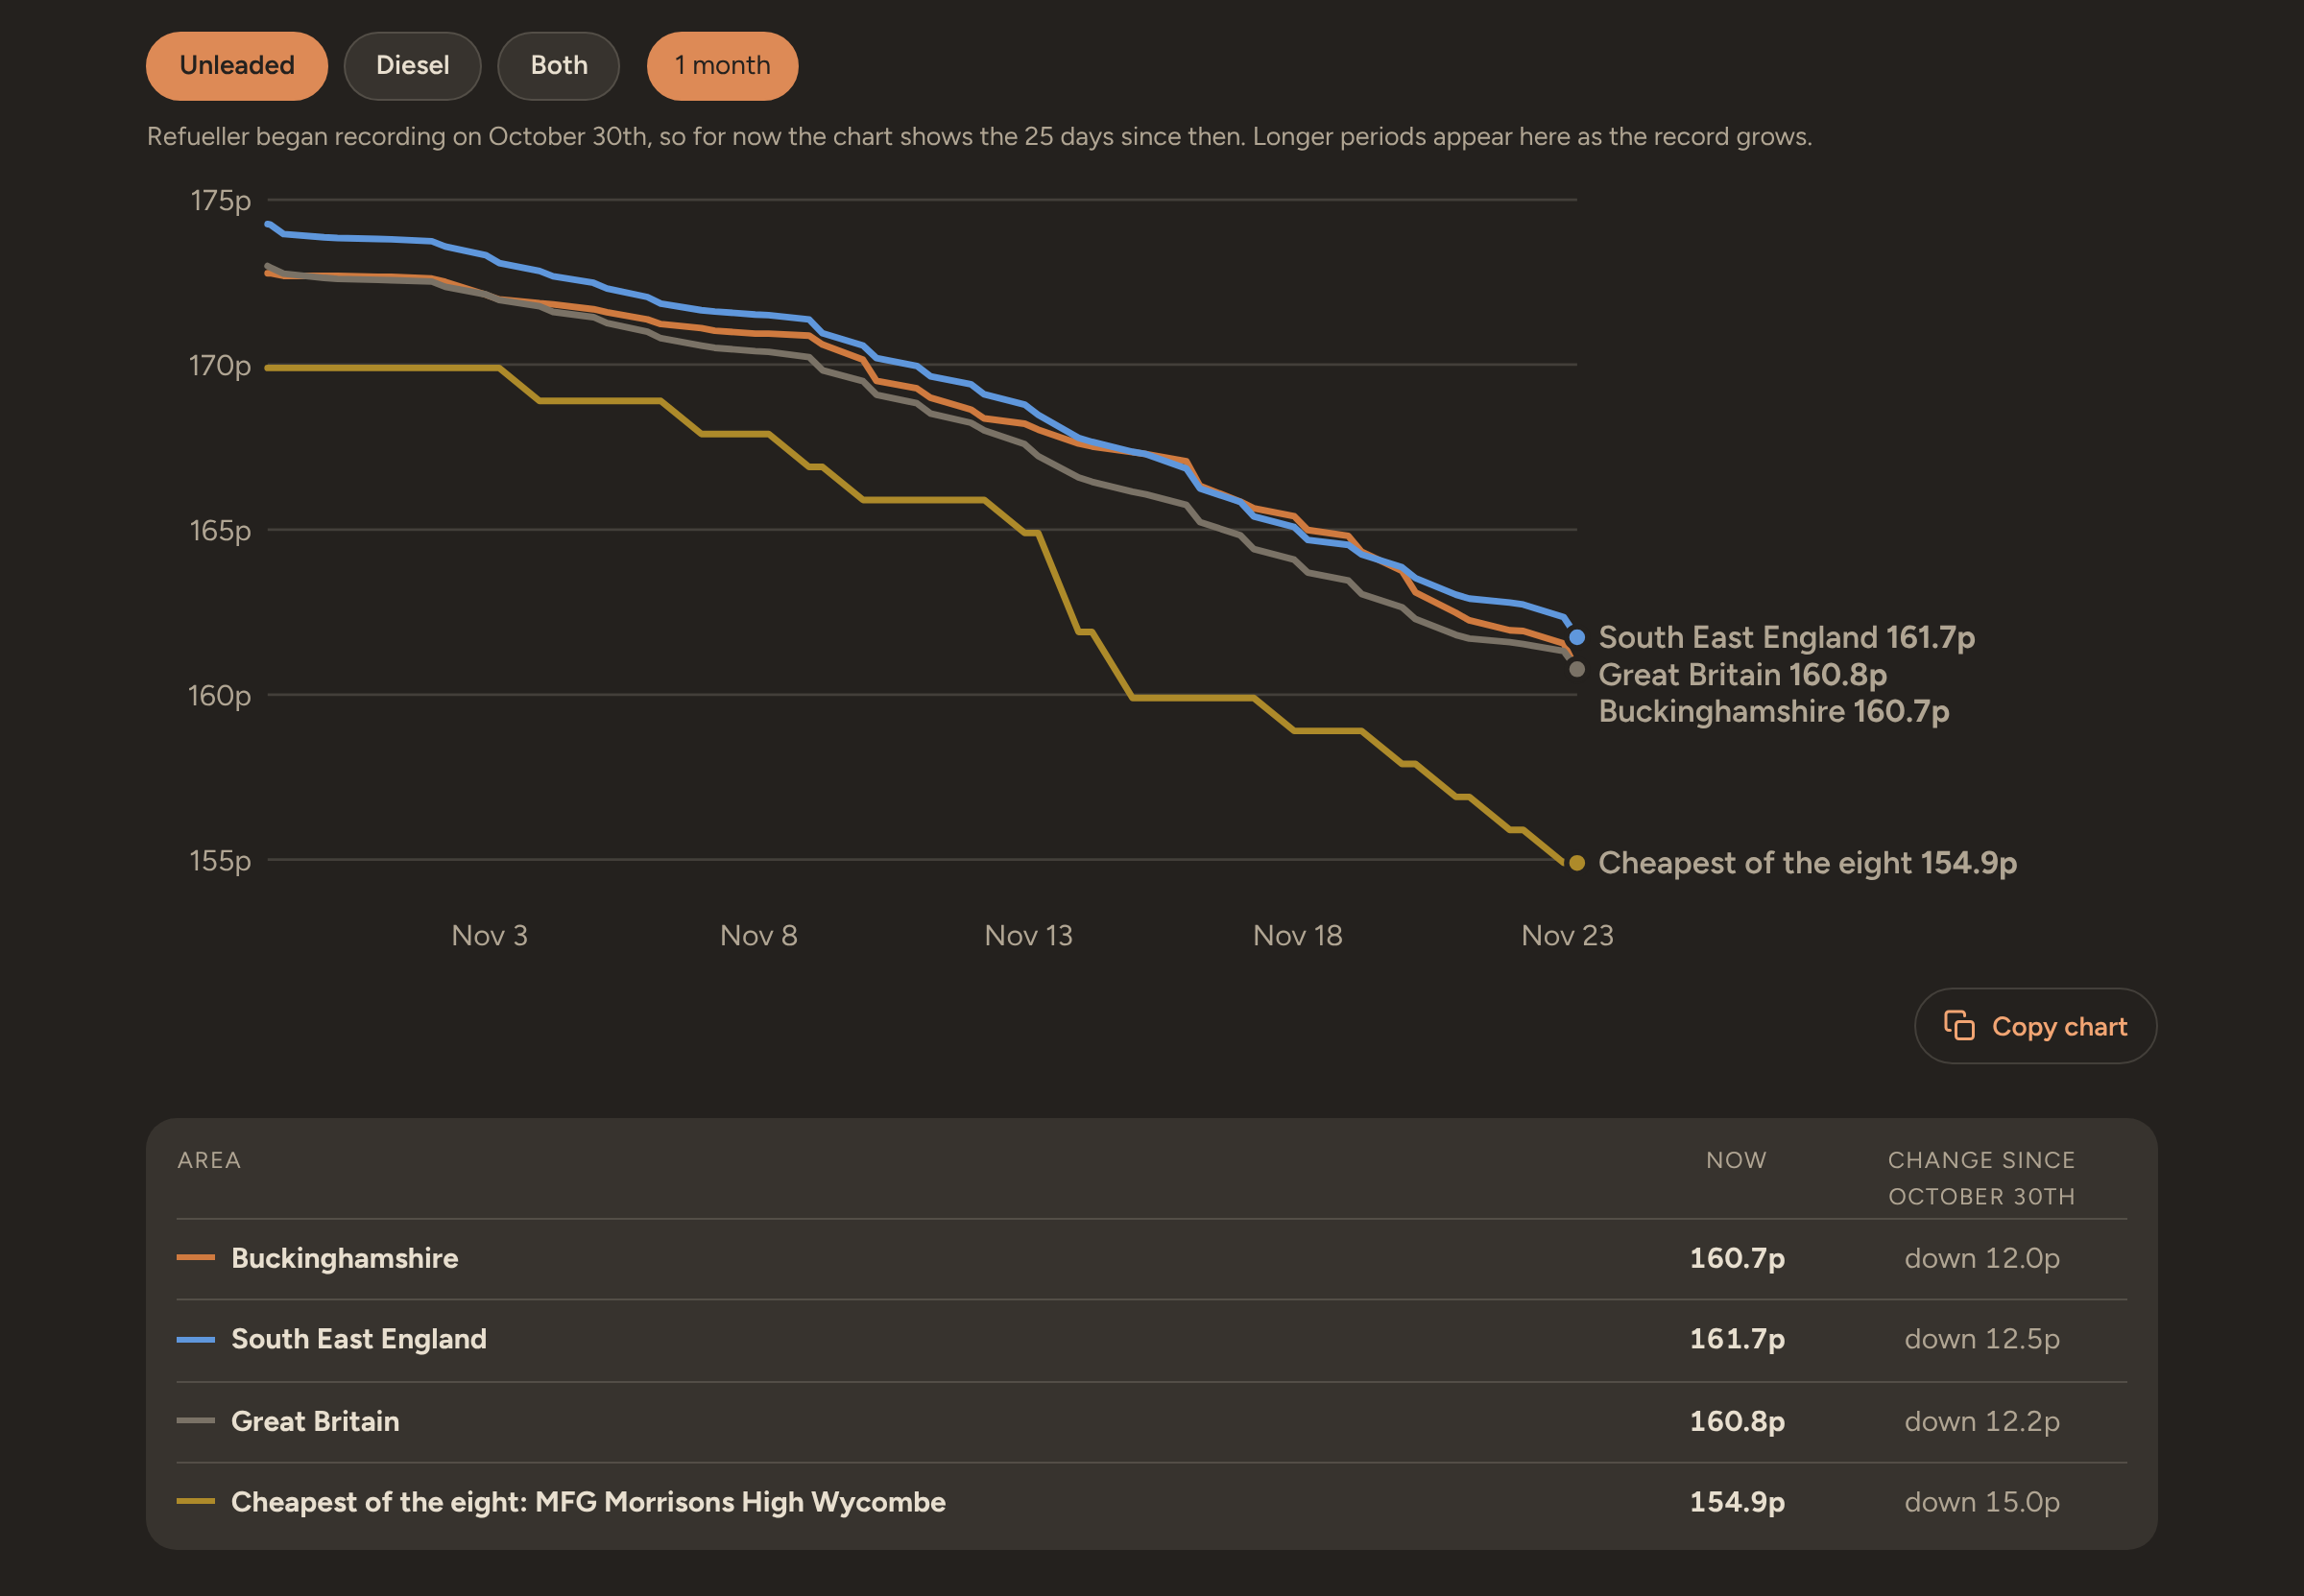 Unleaded Diesel Both 1 month
Refueller began recording on October 30th, so for now the chart shows the 25 days since then. Longer periods appear here as the record grows.
175p
170p
165p
160p
155p
South East England 161.7p
Great Britain 160.8p
Buckinghamshire 160.7p
Cheapest of the eight 154.9p
Nov 3 Nov 8 Nov 13 Nov 18 Nov 23
Copy chart
AREA NOW CHANGE SINCE
OCTOBER 30TH
Buckinghamshire 160.7p down 12.0p
South East England 161.7p down 12.5p
Great Britain 160.8p down 12.2p
Cheapest of the eight: MFG Morrisons High Wycombe 154.9p down 15.0p